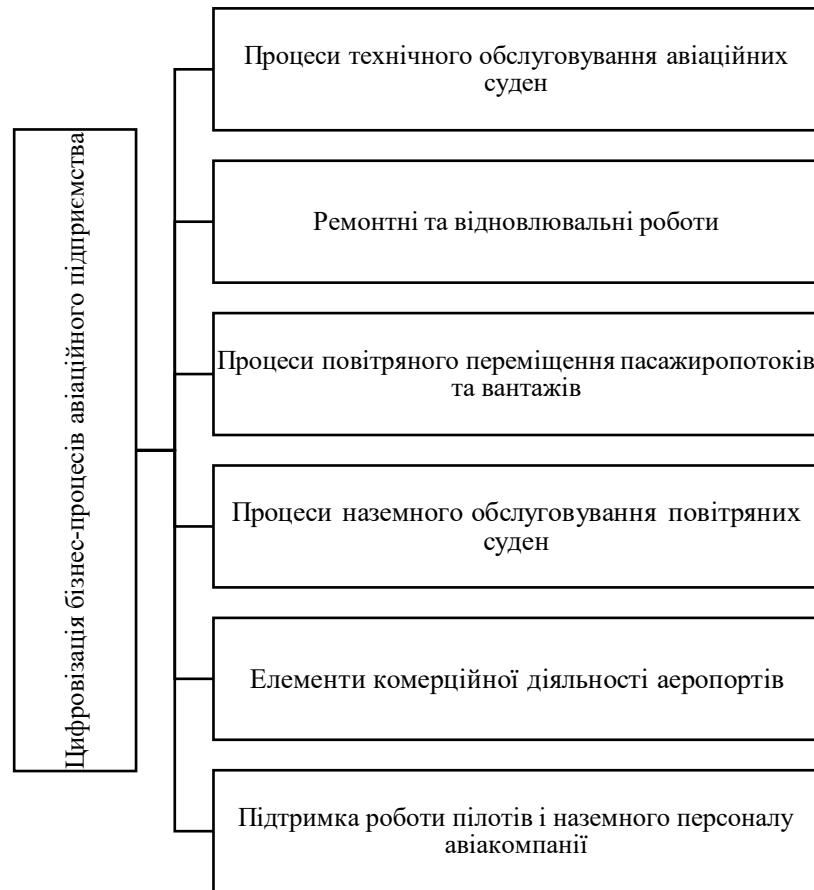 Цифровізація бізнес-процесів авіаційного підприємства
Процеси технічного обслуговування авіаційних
суден
Ремонтні та відновлювальні роботи
Процеси повітряного переміщення пасажиропотоків
та вантажів
Процеси наземного обслуговування повітряних
суден
Елементи комерційної діяльності аеропортів
Підтримка роботи пілотів і наземного персоналу
авіакомпанії